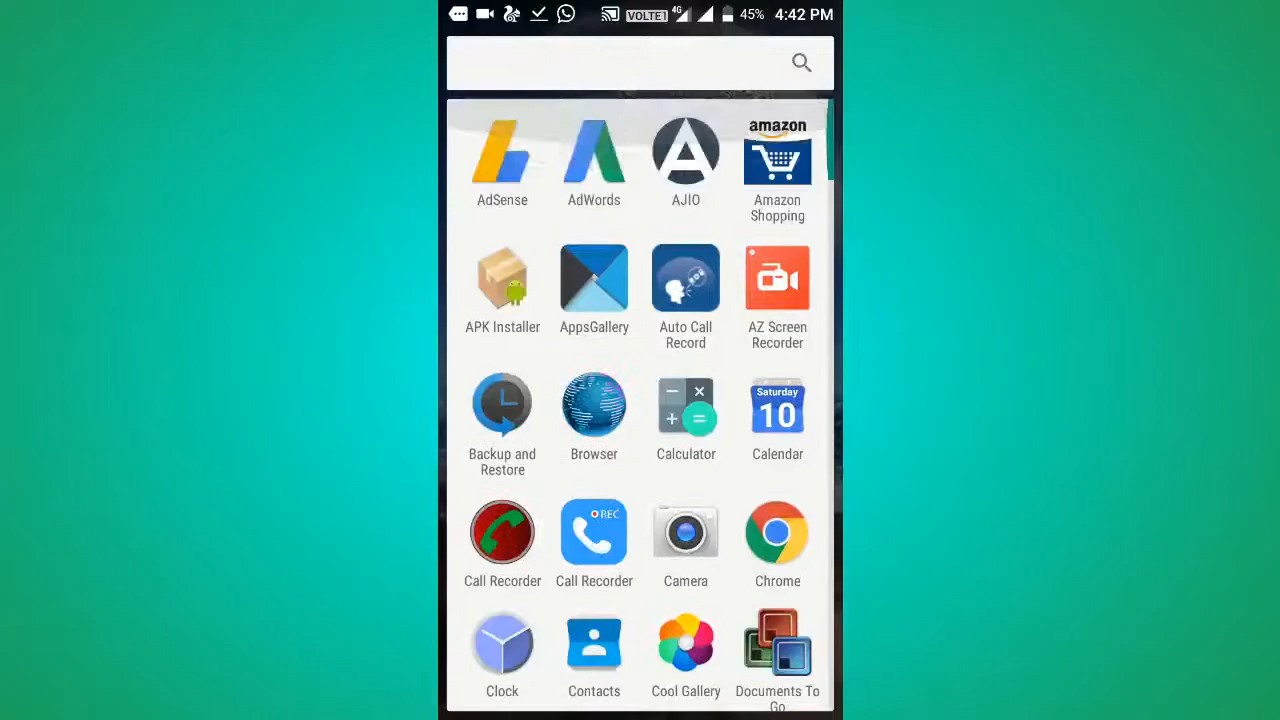 VOLTE1 4G 45% 4:42 PM
AdSense
AdWords
AJIO
amazon
Amazon
Shopping
APK Installer
AppsGallery
Auto Call
Record
AZ Screen
Recorder
Backup and
Restore
Browser
Calculator
Saturday
10
Calendar
Call Recorder
REC
Call Recorder
Camera
Chrome
Clock
Contacts
Cool Gallery
Documents To
Go